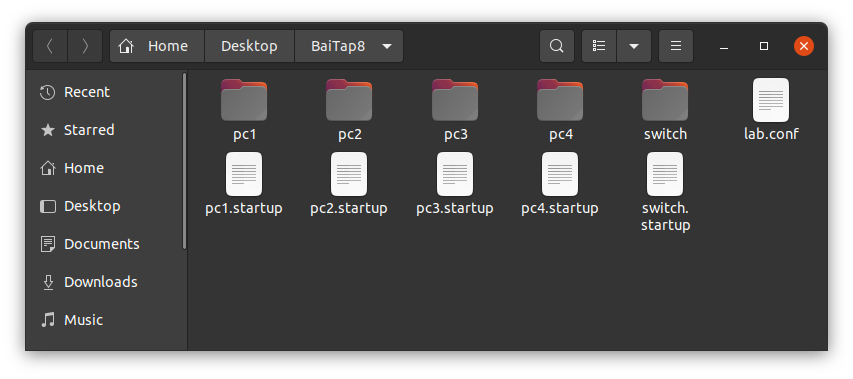 Home Desktop BaiTap8
Recent
Starred
Home
Desktop
Documents
Downloads
Music
pc1 pc2 pc3 pc4 switch lab.conf
pc1.startup pc2.startup pc3.startup pc4.startup switch.
startup